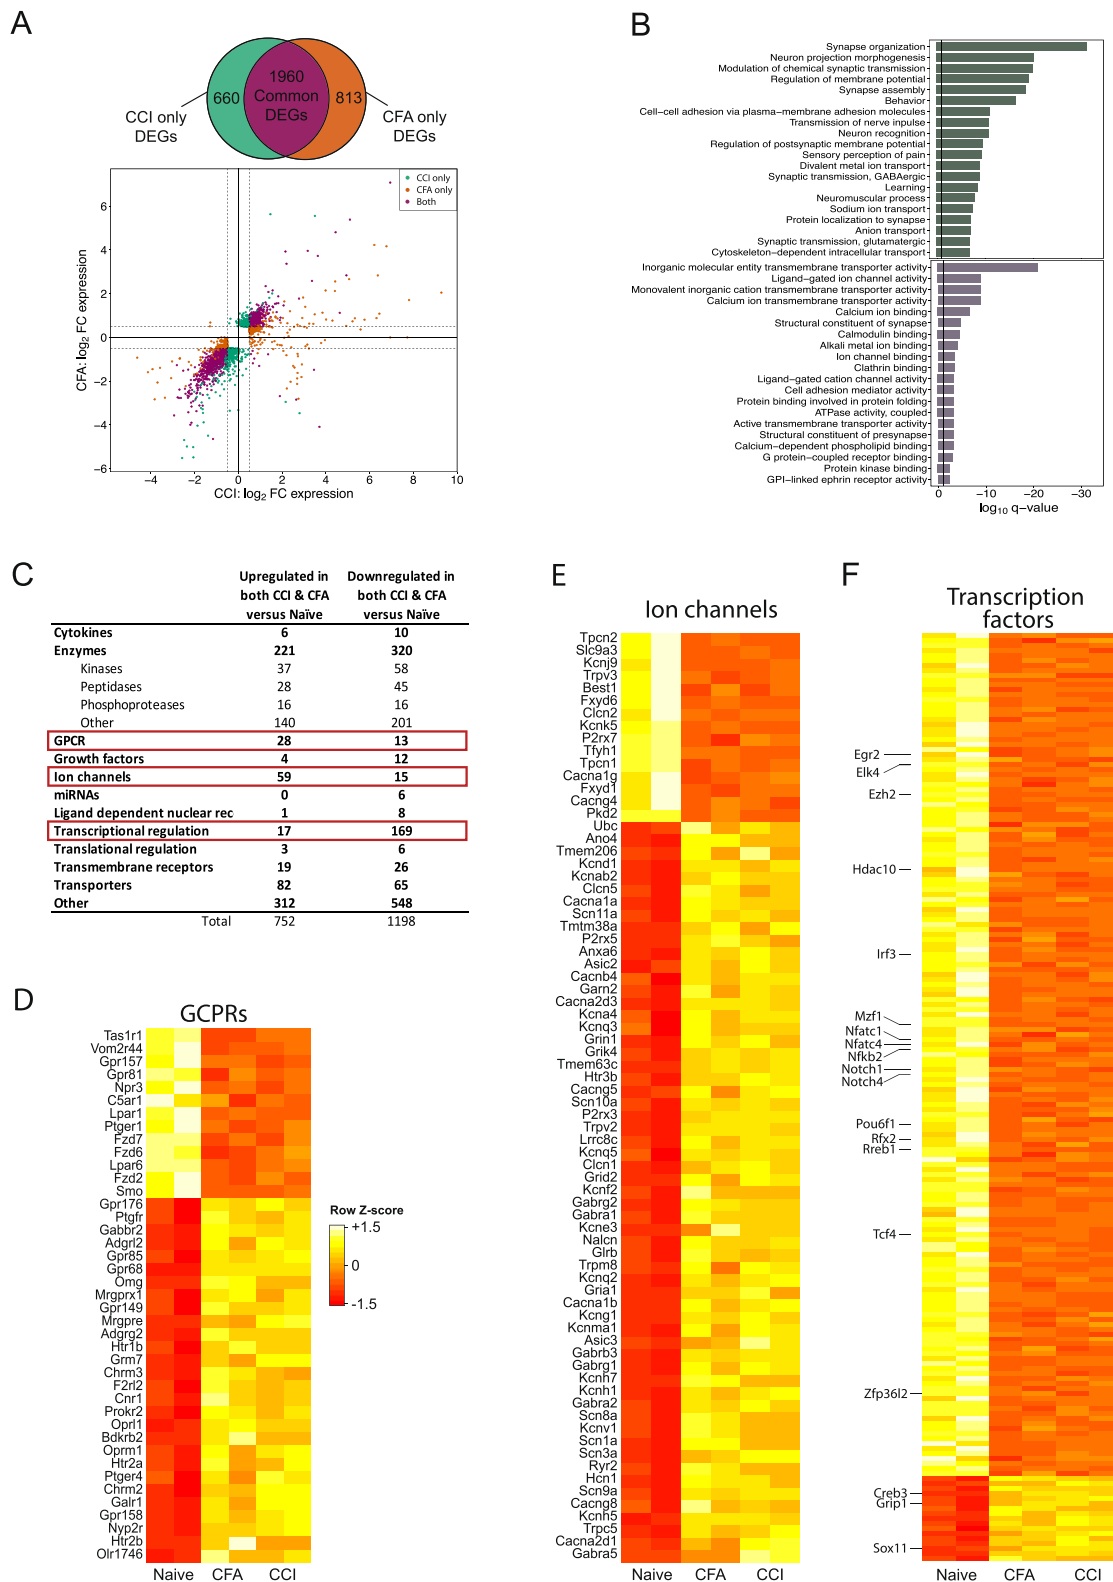 A
660
1960
Common
DEGs
813
CCI only
DEGs
CFA only
DEGs
CCI only
CFA only
Both
CFA: log2 FC expression
6
4
2
0
−2
−4
−6
−4
−2
0
2
4
6
8
10
CCI: log2 FC expression
B
Synapse organization
Neuron projection morphogenesis
Modulation of chemical synaptic transmission
Regulation of membrane potential
Synapse assembly
Behavior
Cell−cell adhesion via plasma−membrane adhesion molecules
Transmission of nerve inpulse
Neuron recognition
Regulation of postsynaptic membrane potential
Sensory perception of pain
Divalent metal ion transport
Synaptic transmission, GABAergic
Learning
Neuromuscular process
Sodium ion transport
Protein localization to synapse
Anion transport
Synaptic transmission, glutamatergic
Cytoskeleton−dependent intracellular transport
Inorganic molecular entity transmembrane transporter activity
Ligand−gated ion channel activity
Monovalent inorganic cation transmembrane transporter activity
Calcium ion transmembrane transporter activity
Calcium ion binding
Structural constituent of synapse
Calmodulin binding
Alkali metal ion binding
Ion channel binding
Clathrin binding
Ligand−gated cation channel activity
Cell adhesion mediator activity
Protein binding involved in protein folding
ATPase activity, coupled
Active transmembrane transporter activity
Structural constituent of presynapse
Calcium−dependent phospholipid binding
G protein−coupled receptor binding
Protein kinase binding
GPI−linked ephrin receptor activity
0
−10
−20
−30
log10 q−value
C
Upregulated in both CCI & CFA versus Naïve
Downregulated in both CCI & CFA versus Naïve
Cytokines 6 10
Enzymes 221 320
Kinases 37 58
Peptidases 28 45
Phosphoproteases 16 16
Other 140 201
GPCR 28 13
Growth factors 4 12
Ion channels 59 15
miRNAs 0 6
Ligand dependent nuclear rec 1 8
Transcriptional regulation 17 169
Translational regulation 3 6
Transmembrane receptors 19 26
Transporters 82 65
Other 312 548
Total 752 1198
D
GCPRs
Tas1r1
Vom2r44
Gpr157
Gpr81
Npr3
C5ar1
Lpar1
Ptger1
Fzd7
Fzd6
Lpar6
Fzd2
Smo
Gpr176
Ptgfr
Gabbr2
Adgrl2
Gpr85
Gpr68
Omg
Mrgprx1
Gpr149
Mrgpre
Adgrg2
Htr1b
Grm7
Chrm3
F2rl2
Cnr1
Prokr2
Oprl1
Bdkrb2
Oprm1
Htr2a
Ptger4
Chrm2
Galr1
Gpr158
Nyp2r
Htr2b
Olr1746
Naive
CFA
CCI
Row Z-score
+1.5
0
-1.5
E
Ion channels
Tpcn2
Slc9a3
Kcnj9
Trpv3
Best1
Fxyd6
Clcn2
Kcnk5
P2rx7
Tfyh1
Tpcn1
Cacna1g
Fxyd1
Cacng4
Pkd2
Ubc
Ano4
Tmem206
Kcnd1
Kcnab2
Clcn5
Cacna1a
Scn11a
Tmtm38a
P2rx5
Anxa6
Asic2
Cacnb4
Garn2
Cacna2d3
Kcna4
Kcnq3
Grin1
Grik4
Tmem63c
Htr3b
Cacng5
Scn10a
P2rx3
Trpv2
Lrrc8c
Kcnq5
Clcn1
Grid2
Kcnf2
Gabrg2
Gabra1
Kcne3
Nalcn
Glrb
Trpm8
Kcnq2
Gria1
Cacna1b
Kcng1
Kcnma1
Asic3
Gabrb3
Gabrg1
Kcnh7
Kcnh1
Gabra2
Scn8a
Kcnv1
Scn1a
Scn3a
Ryr2
Hcn1
Scn9a
Cacng8
Kcnh5
Trpc5
Cacna2d1
Gabra5
Naive
CFA
CCI
F
Transcription
factors
Egr2
Elk4
Ezh2
Hdac10
Irf3
Mzf1
Nfatc1
Nfatc4
Nfkb2
Notch1
Notch4
Pou6f1
Rfx2
Rreb1
Tcf4
Zfp36l2
Creb3
Grip1
Sox11
Naive
CFA
CCI